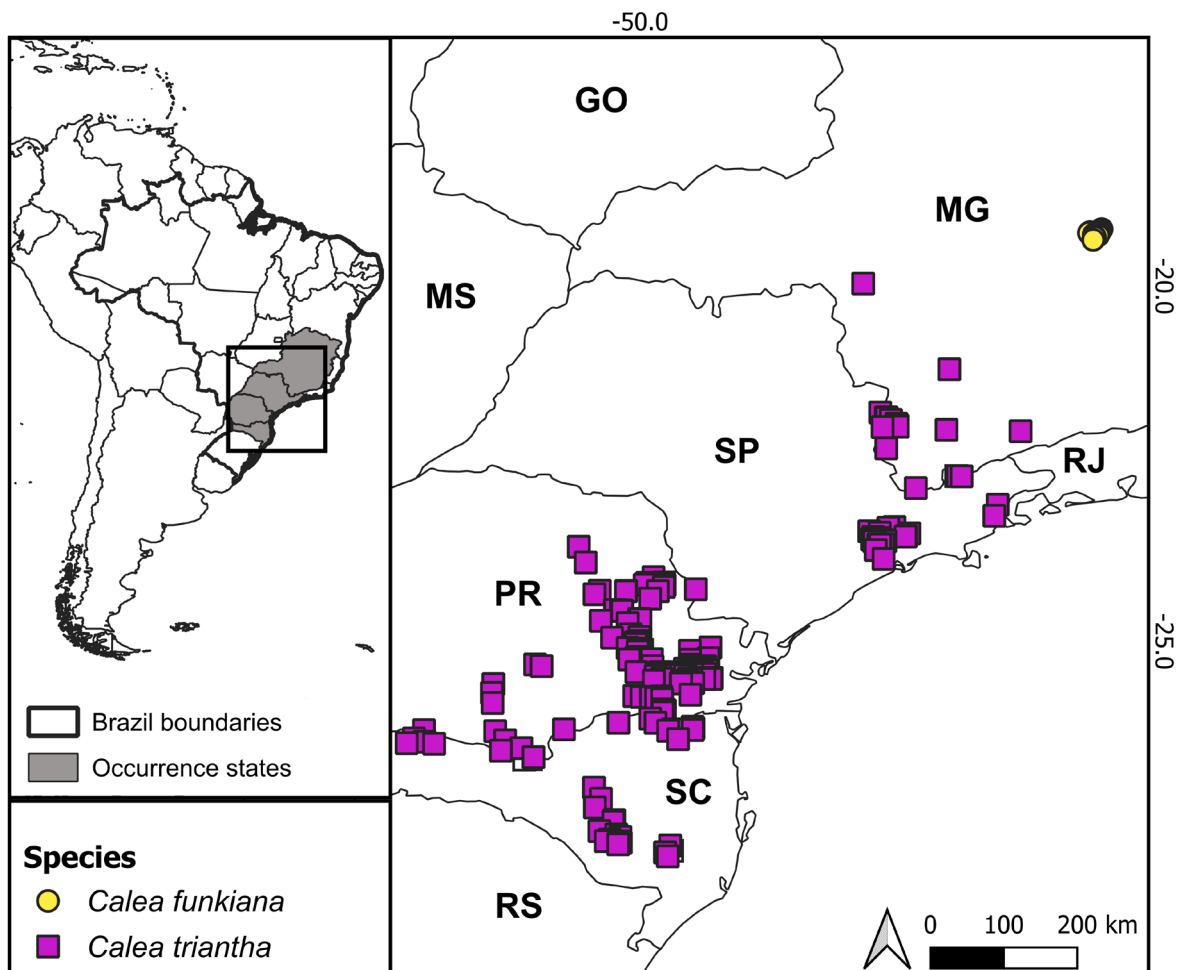 -50.0
GO
MG
MS
-20.0
SP
RJ
PR
-25.0
SC
RS
Brazil boundaries
Occurrence states
Species
Calea funkiana
Calea triantha
0 100 200 km